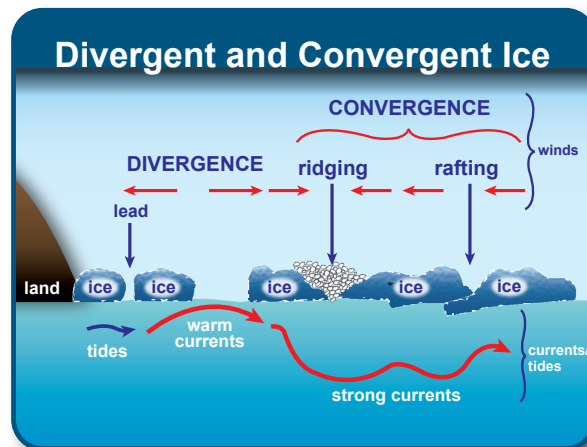 Divergent and Convergent Ice
CONVERGENCE
winds
DIVERGENCE
ridging
rafting
lead
land
ice
ice
ice
ice
ice
tides
warm
currents
currents/
tides
strong currents